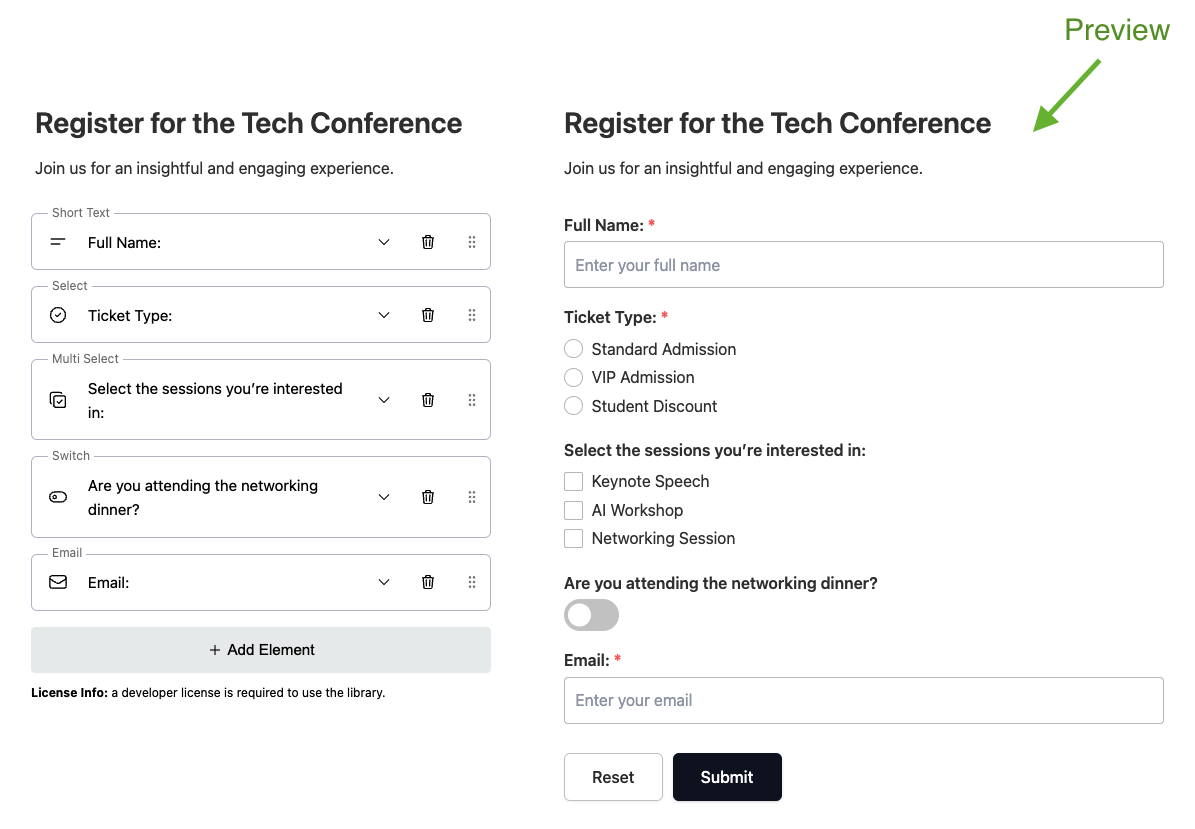 Preview
Register for the Tech Conference
Join us for an insightful and engaging experience.
Short Text
Full Name:
Select
Ticket Type:
Multi Select
Select the sessions you’re interested
in:
Switch
Are you attending the networking
dinner?
Email
Email:
+ Add Element
License Info: a developer license is required to use the library.
Register for the Tech Conference
Join us for an insightful and engaging experience.
Full Name: *
Enter your full name
Ticket Type: *
Standard Admission
VIP Admission
Student Discount
Select the sessions you’re interested in:
Keynote Speech
AI Workshop
Networking Session
Are you attending the networking dinner?
Email: *
Enter your email
Reset
Submit